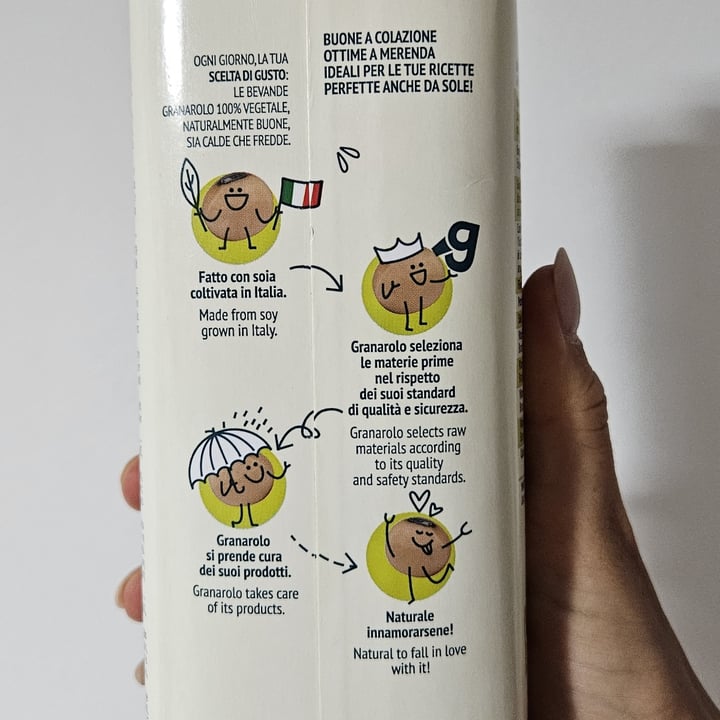 OGNI GIORNO, LA TUA
SCELTA DI GUSTO:
LE BEVANDE
GRANAROLO 100% VEGETALE,
NATURALMENTE BUONE,
SIA CALDE CHE FREDDE.
BUONE A COLAZIONE
OTTIME A MERENDA
IDEALI PER LE TUE RICETTE
PERFETTE ANCHE DA SOLE!
Fatto con soia
coltivata in Italia.
Made from soy
grown in Italy.
g
Granarolo seleziona
le materie prime
nel rispetto
dei suoi standard
di qualità e sicurezza.
Granarolo selects raw
materials according
to its quality
and safety standards.
Granarolo
si prende cura
dei suoi prodotti.
Granarolo takes care
of its products.
Naturale
innamorarsene!
Natural to fall in love
with it!